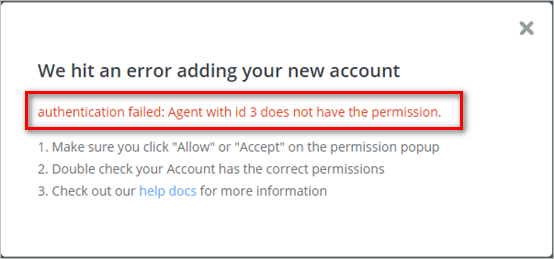 We hit an error adding your new account
authentication failed: Agent with id 3 does not have the permission.
1. Make sure you click "Allow" or "Accept" on the permission popup
2. Double check your Account has the correct permissions
3. Check out our help docs for more information